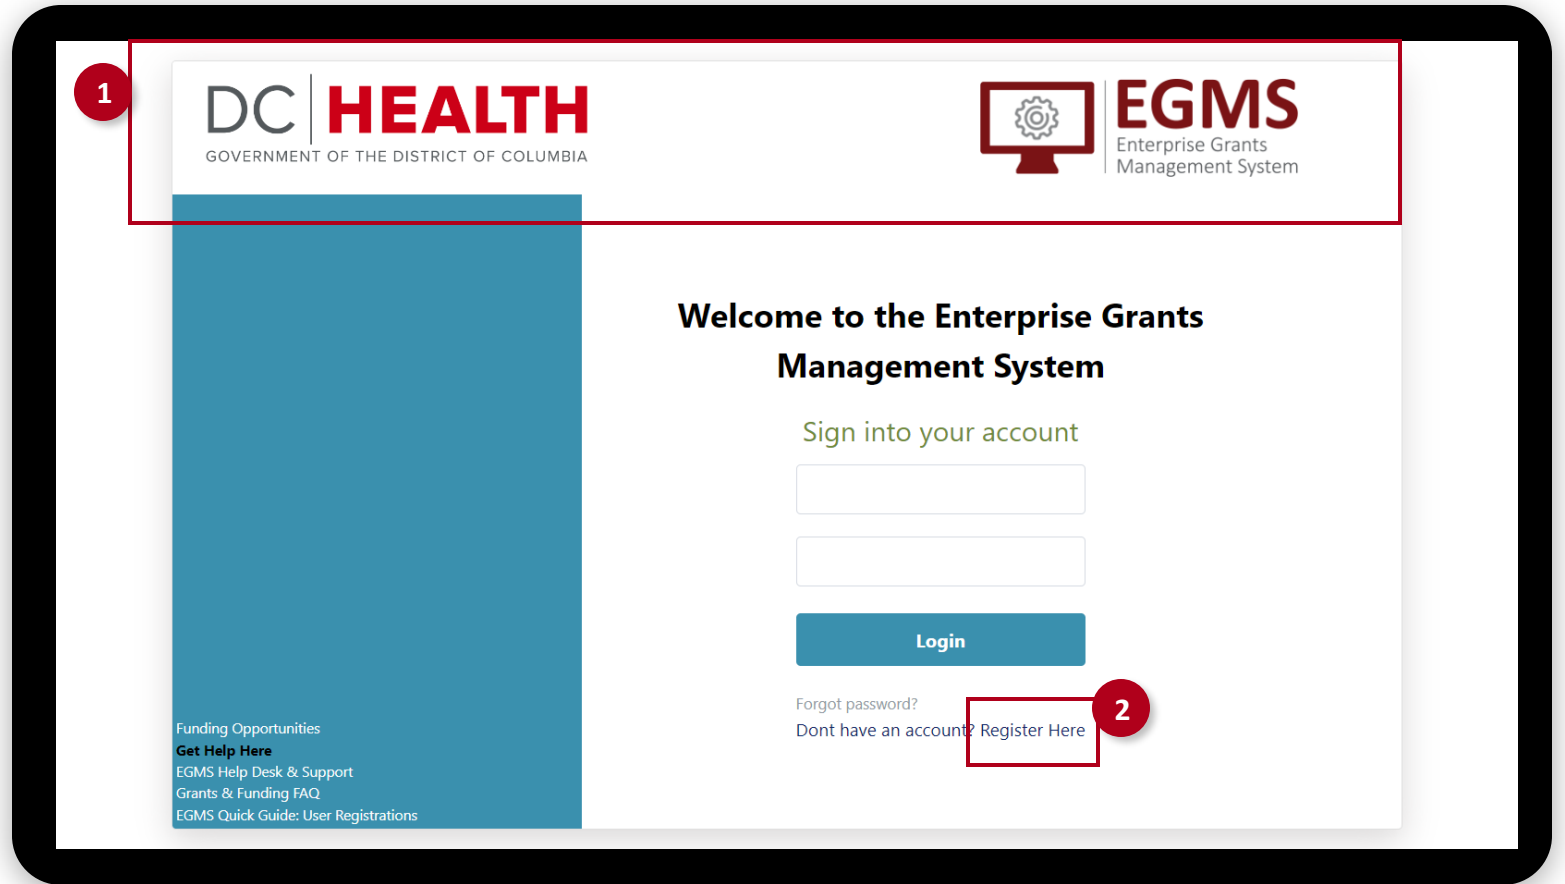 1
DC HEALTH
GOVERNMENT OF THE DISTRICT OF COLUMBIA
EGMS
Enterprise Grants
Management System
Welcome to the Enterprise Grants
Management System
Sign into your account
Login
Forgot password?
Dont have an account? Register Here
2
Funding Opportunities
Get Help Here
EGMS Help Desk & Support
Grants & Funding FAQ
EGMS Quick Guide: User Registrations